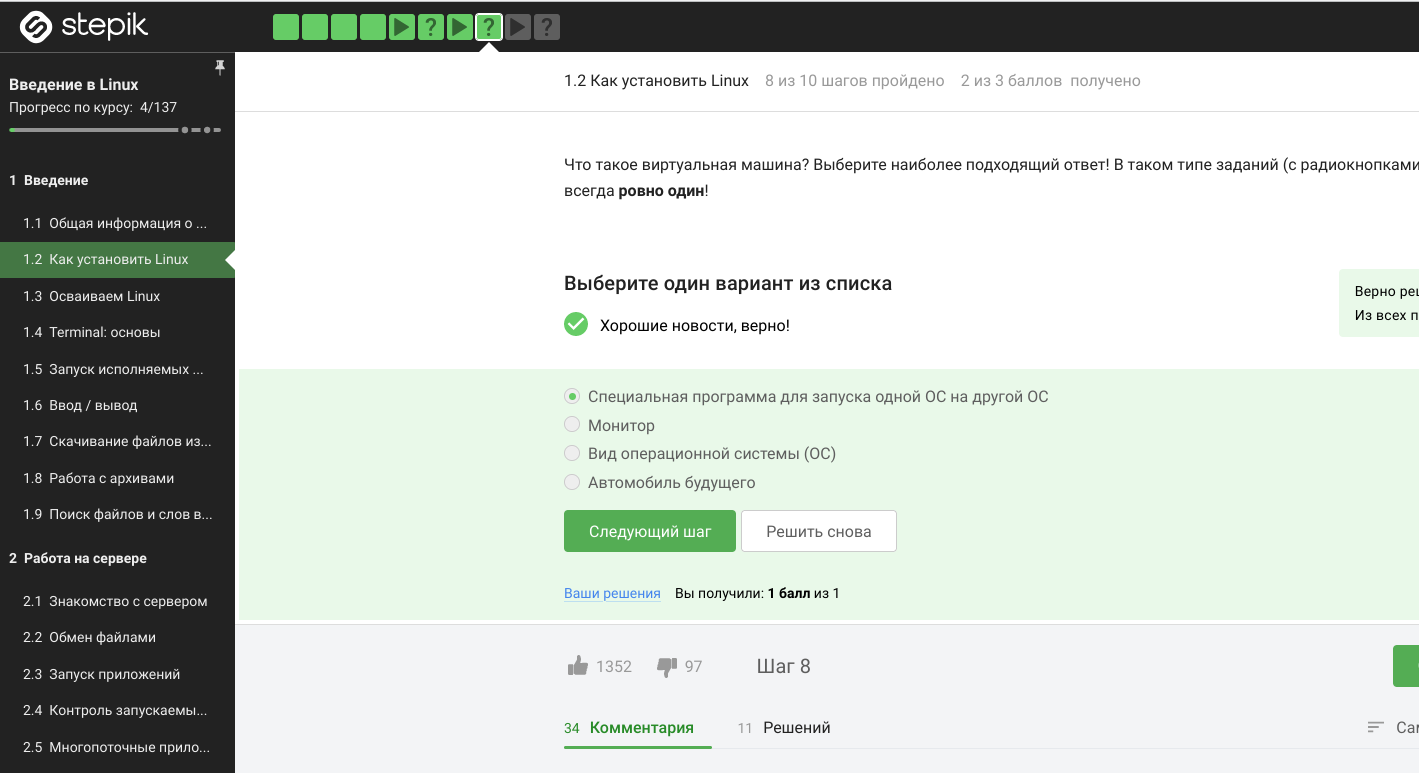 stepik
? ? ?
Введение в Linux
Прогресс по курсу: 4/137
1 Введение
1.1 Общая информация о ...
1.2 Как установить Linux
1.3 Осваиваем Linux
1.4 Terminal: основы
1.5 Запуск исполняемых ...
1.6 Ввод / вывод
1.7 Скачивание файлов из...
1.8 Работа с архивами
1.9 Поиск файлов и слов в...
2 Работа на сервере
2.1 Знакомство с сервером
2.2 Обмен файлами
2.3 Запуск приложений
2.4 Контроль запускаемы...
2.5 Многопоточные прило...
1.2 Как установить Linux 8 из 10 шагов пройдено 2 из 3 баллов получено
Что такое виртуальная машина? Выберите наиболее подходящий ответ! В таком типе заданий (с радиокнопками
всегда ровно один!
Выберите один вариант из списка
Хорошие новости, верно!
Верно ре
Из всех п
Специальная программа для запуска одной ОС на другой ОС
Монитор
Вид операционной системы (ОС)
Автомобиль будущего
Следующий шаг Решить снова
Ваши решения Вы получили: 1 балл из 1
1352 97 Шаг 8
34 Комментария 11 Решений Са